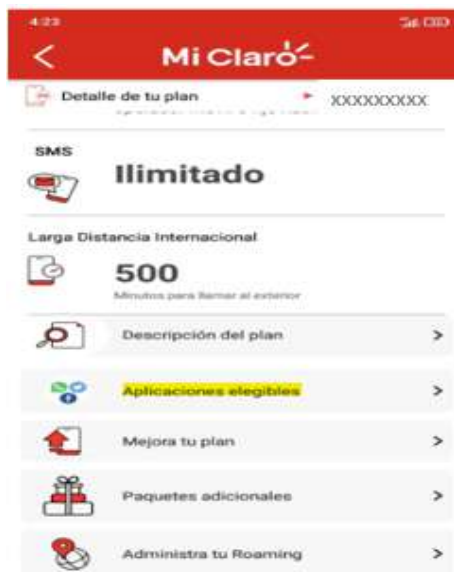 4:23
Mi Claro
Detalle de tu plan
XXXXXXXXX
SMS
Ilimitado
Larga Distancia Internacional
500
Minutos para llamar al exterior
Descripción del plan
Aplicaciones elegibles
Mejora tu plan
Paquetes adicionales
Administra tu Roaming